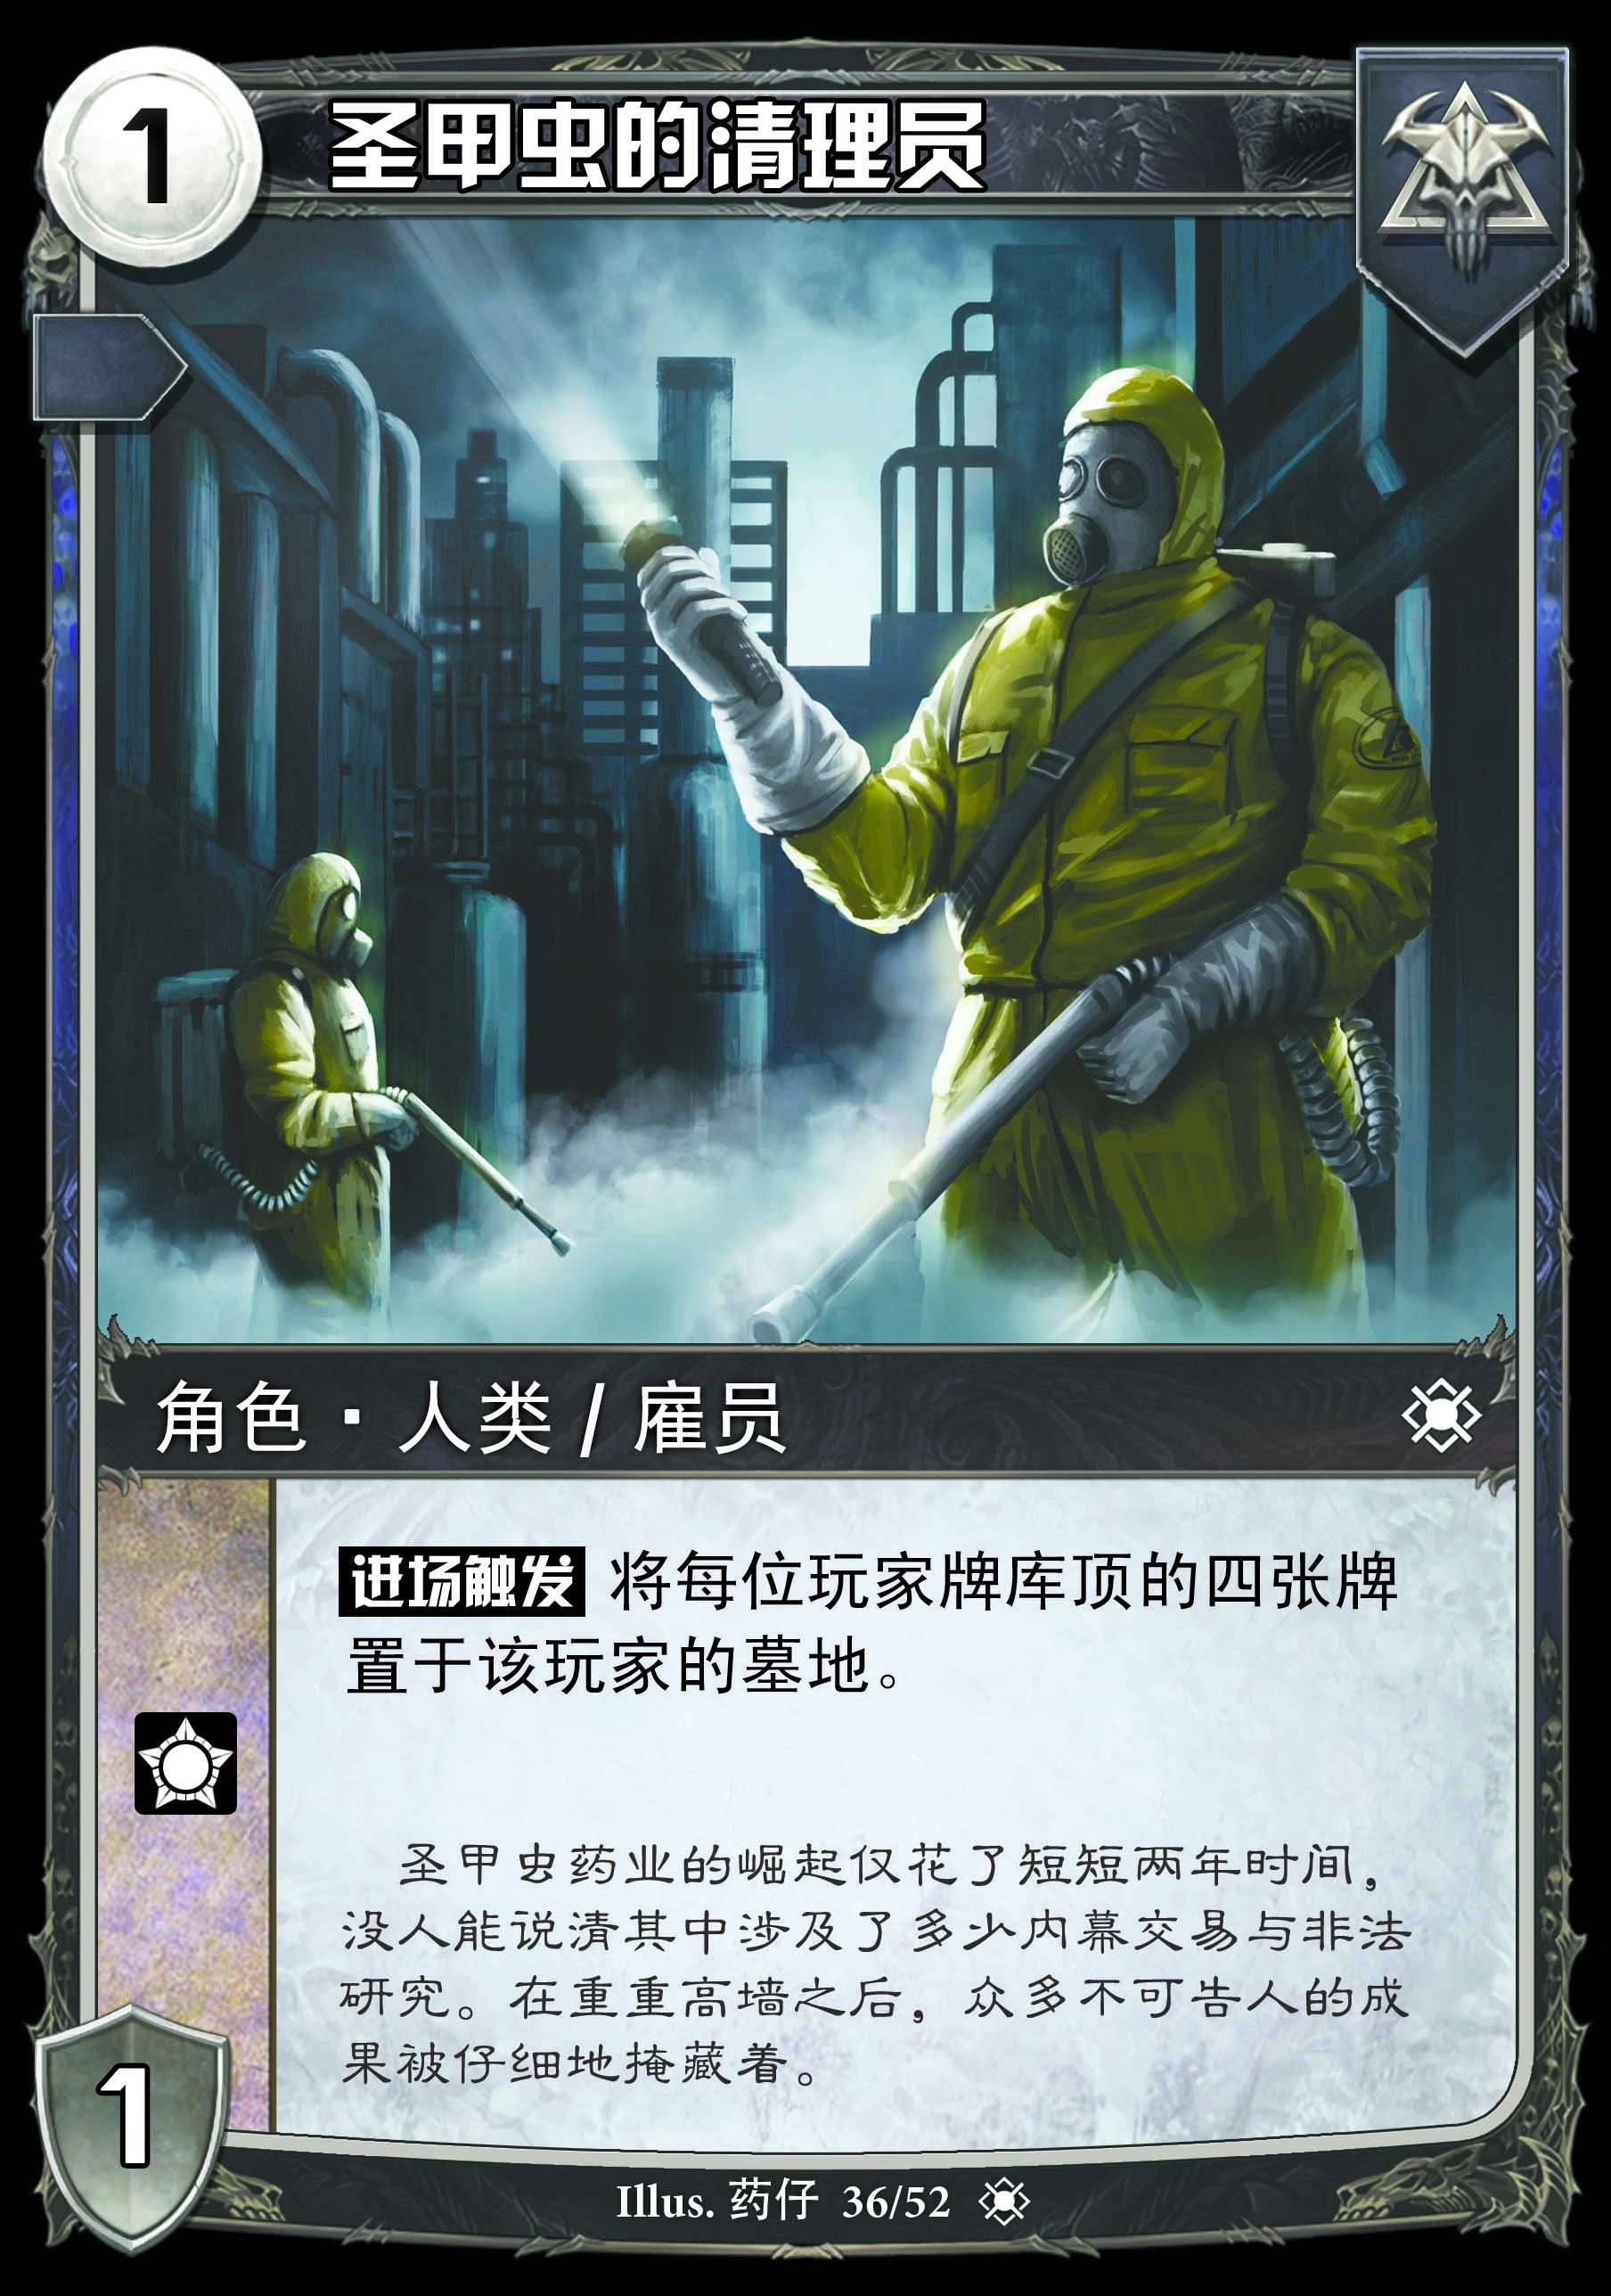 1
圣甲虫的清理员
角色·人类/雇员
进场触发 将每位玩家牌库顶的四张牌
置于该玩家的墓地。
圣甲虫药业的崛起仅花了短短两年时间，
没人能说清其中涉及了多少内幕交易与非法
研究。在重重高墙之后，众多不可告人的成
果被仔细地掩藏着。
1
Illus. 药仔 36/52